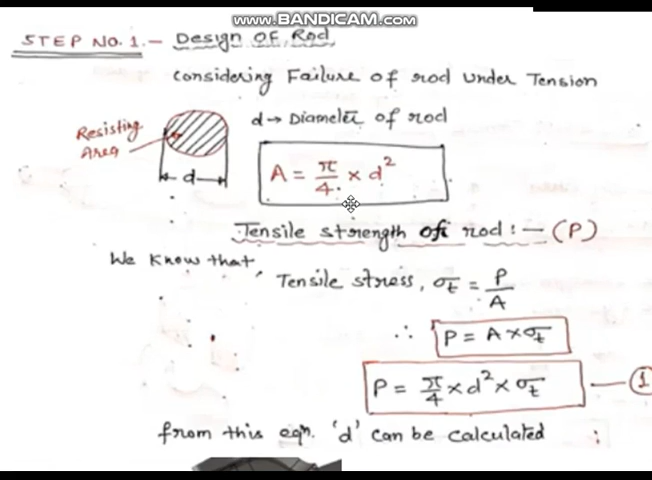 www.BANDICAM.com
STEP NO. 1.- Design OF Rod
Considering Failure of rod under Tension
d → Diameter of rod
Resisting
Area
d
A = π/4 × d²
Tensile strength of rod :- (P)
We know that,
Tensile stress, σt = P/A
∴ P = A × σt
P = π/4 × d² × σt — 1
from this eqn. 'd' can be calculated